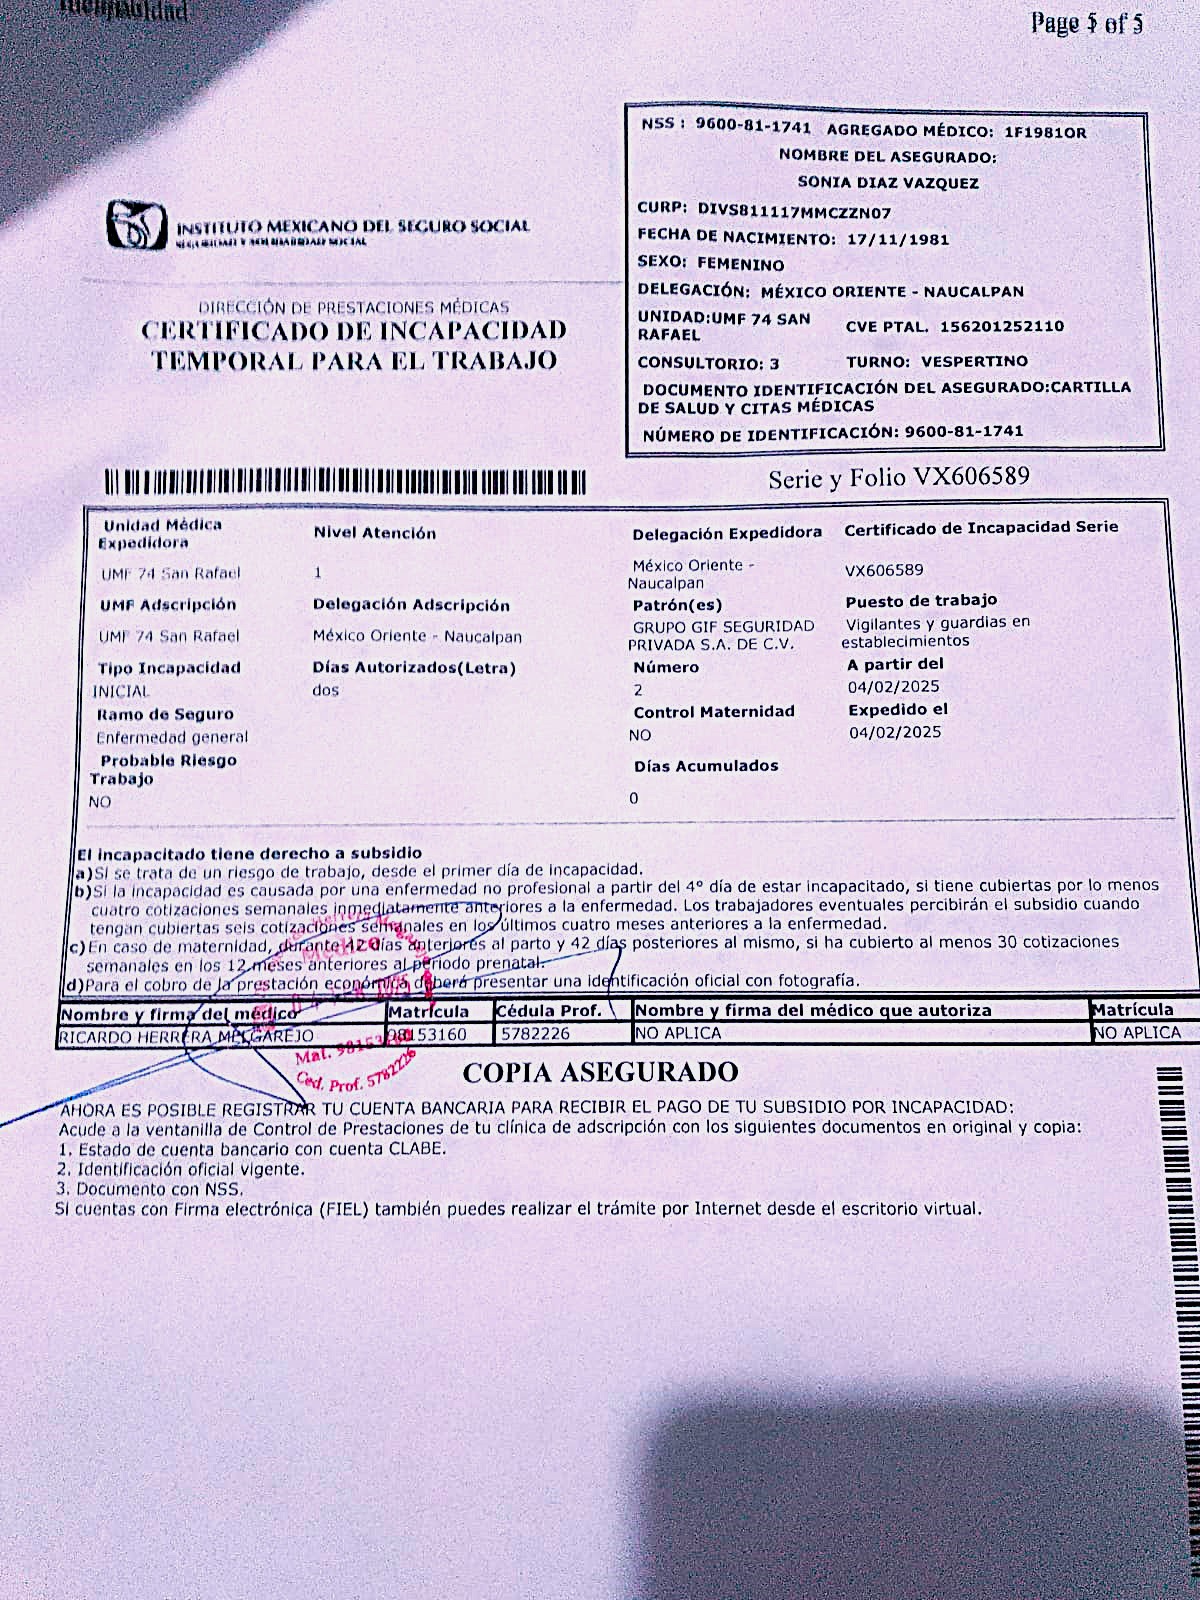 Incapacidad
Page 5 of 5
NSS : 9600-81-1741 AGREGADO MÉDICO: 1F1981OR
NOMBRE DEL ASEGURADO:
SONIA DIAZ VAZQUEZ
CURP: DIVS811117MMCZZN07
FECHA DE NACIMIENTO: 17/11/1981
SEXO: FEMENINO
DELEGACIÓN: MÉXICO ORIENTE - NAUCALPAN
UNIDAD:UMF 74 SAN RAFAEL CVE PTAL. 156201252110
CONSULTORIO: 3 TURNO: VESPERTINO
DOCUMENTO IDENTIFICACIÓN DEL ASEGURADO:CARTILLA
DE SALUD Y CITAS MÉDICAS
NÚMERO DE IDENTIFICACIÓN: 9600-81-1741
INSTITUTO MEXICANO DEL SEGURO SOCIAL
SEGURIDAD Y SOLIDARIDAD SOCIAL
DIRECCIÓN DE PRESTACIONES MÉDICAS
CERTIFICADO DE INCAPACIDAD
TEMPORAL PARA EL TRABAJO
Serie y Folio VX606589
Unidad Médica Expedidora Nivel Atención Delegación Expedidora Certificado de Incapacidad Serie
UMF 74 San Rafael 1 México Oriente - Naucalpan VX606589
UMF Adscripción Delegación Adscripción Patrón(es) Puesto de trabajo
UMF 74 San Rafael México Oriente - Naucalpan GRUPO GIF SEGURIDAD PRIVADA S.A. DE C.V. Vigilantes y guardias en establecimientos
Tipo Incapacidad Días Autorizados(Letra) Número A partir del
INICIAL dos 2 04/02/2025
Ramo de Seguro Control Maternidad Expedido el
Enfermedad general NO 04/02/2025
Probable Riesgo Trabajo Días Acumulados
NO 0
El incapacitado tiene derecho a subsidio
a)Si se trata de un riesgo de trabajo, desde el primer día de incapacidad.
b)Si la incapacidad es causada por una enfermedad no profesional a partir del 4° día de estar incapacitado, si tiene cubiertas por lo menos
cuatro cotizaciones semanales inmediatamente anteriores a la enfermedad. Los trabajadores eventuales percibirán el subsidio cuando
tengan cubiertas seis cotizaciones semanales en los últimos cuatro meses anteriores a la enfermedad.
c)En caso de maternidad, durante 42 días anteriores al parto y 42 días posteriores al mismo, si ha cubierto al menos 30 cotizaciones
semanales en los 12 meses anteriores al periodo prenatal.
d)Para el cobro de la prestación económica deberá presentar una identificación oficial con fotografía.
Nombre y firma del médico Matrícula Cédula Prof. Nombre y firma del médico que autoriza Matrícula
RICARDO HERRERA MELGAREJO 98153160 5782226 NO APLICA NO APLICA
Médico
Mat. 98153160
Ced. Prof. 5782226
COPIA ASEGURADO
AHORA ES POSIBLE REGISTRAR TU CUENTA BANCARIA PARA RECIBIR EL PAGO DE TU SUBSIDIO POR INCAPACIDAD:
Acude a la ventanilla de Control de Prestaciones de tu clínica de adscripción con los siguientes documentos en original y copia:
1. Estado de cuenta bancario con cuenta CLABE.
2. Identificación oficial vigente.
3. Documento con NSS.
Si cuentas con Firma electrónica (FIEL) también puedes realizar el trámite por Internet desde el escritorio virtual.